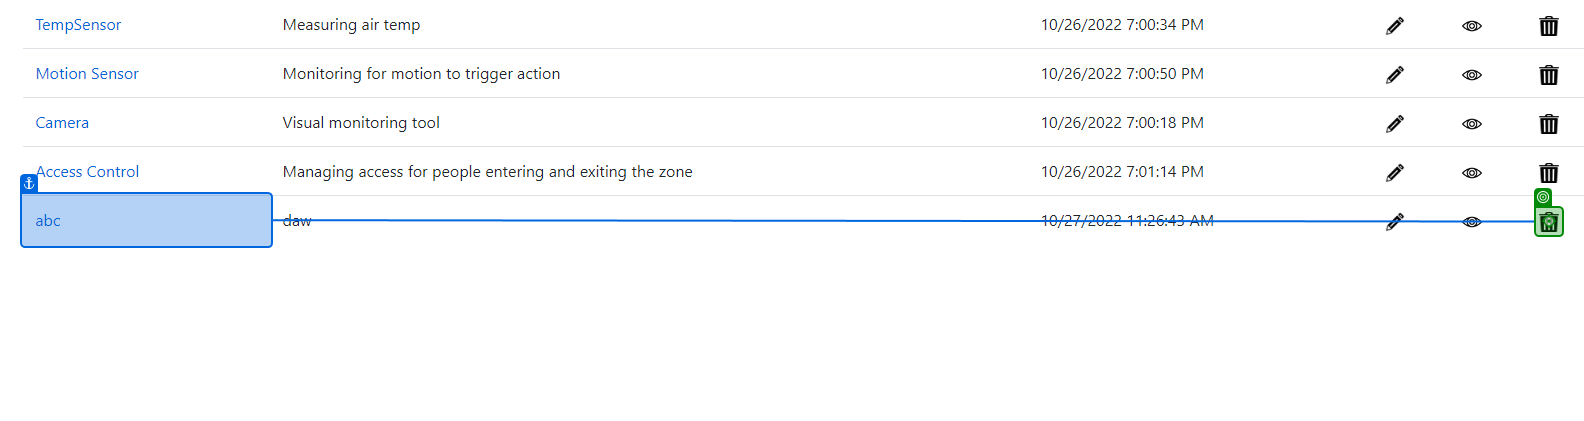 TempSensor Measuring air temp 10/26/2022 7:00:34 PM
Motion Sensor Monitoring for motion to trigger action 10/26/2022 7:00:50 PM
Camera Visual monitoring tool 10/26/2022 7:00:18 PM
Access Control Managing access for people entering and exiting the zone 10/26/2022 7:01:14 PM
abc daw 10/27/2022 11:26:43 AM